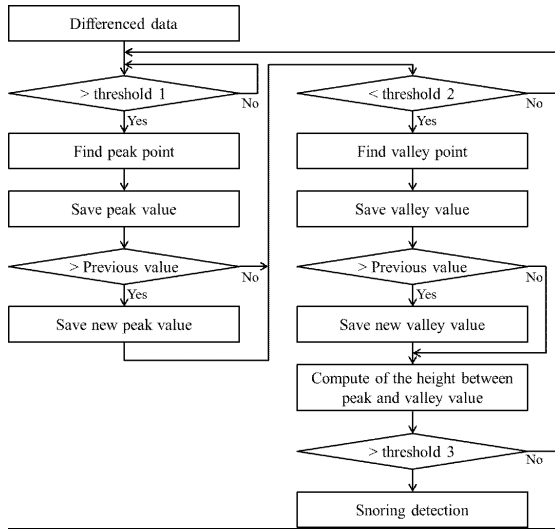 Differenced data
> threshold 1
No
Yes
Find peak point
Save peak value
> Previous value
No
Yes
Save new peak value
< threshold 2
No
Yes
Find valley point
Save valley value
> Previous value
No
Yes
Save new valley value
Compute of the height between
peak and valley value
> threshold 3
No
Yes
Snoring detection